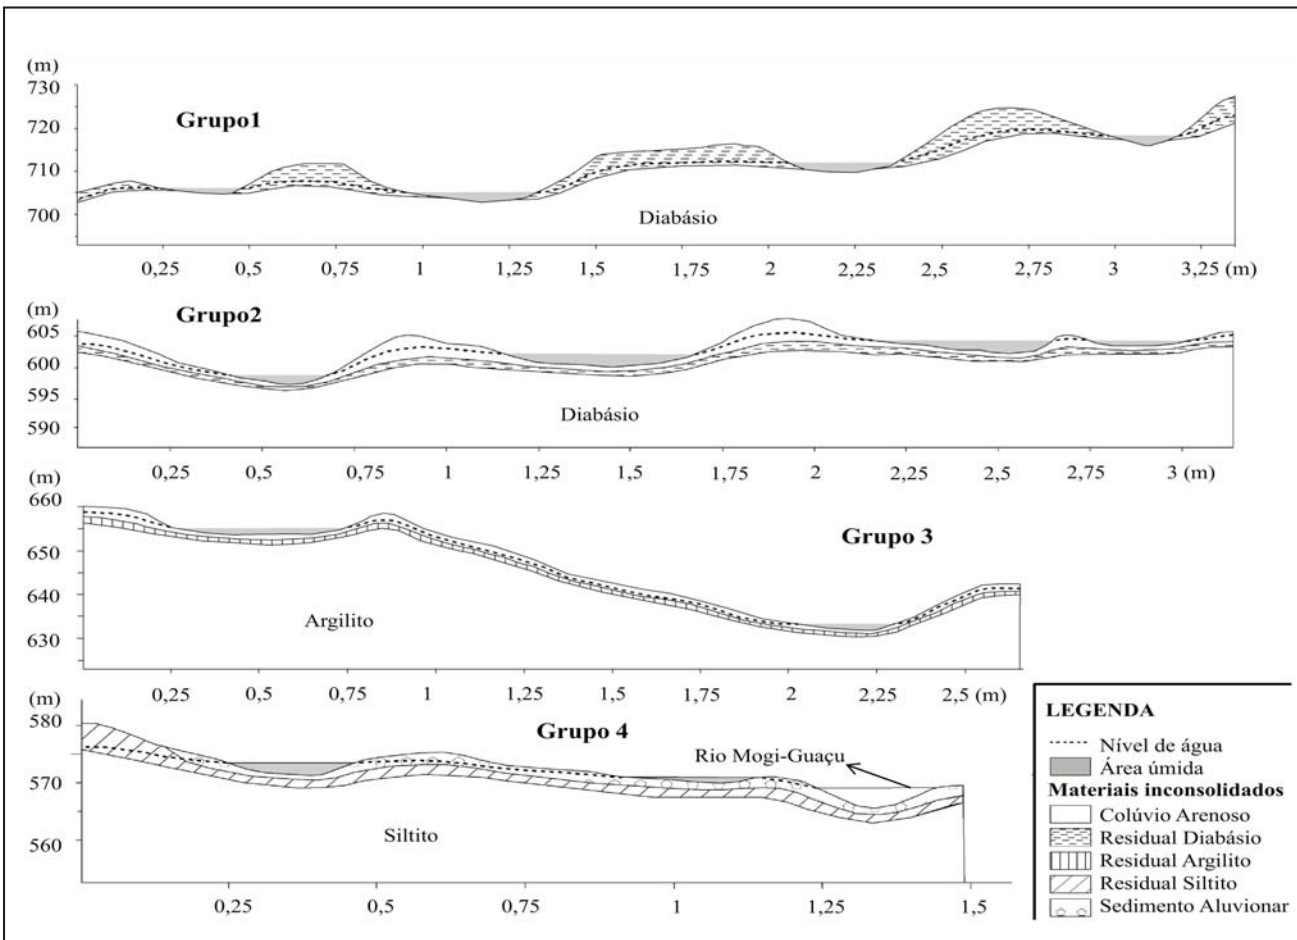 (m)
730
720
710
700
Grupo1
Diabásio
0,25 0,5 0,75 1 1,25 1,5 1,75 2 2,25 2,5 2,75 3 3,25 (m)
(m)
605
600
595
590
Grupo2
Diabásio
0,25 0,5 0,75 1 1,25 1,5 1,75 2 2,25 2,5 2,75 3 (m)
(m)
660
650
640
630
Grupo 3
Argilito
0,25 0,5 0,75 1 1,25 1,5 1,75 2 2,25 2,5 (m)
(m)
580
570
560
Grupo 4
Rio Mogi-Guaçu
Siltito
0,25 0,5 0,75 1 1,25 1,5
LEGENDA
Nível de água
Área úmida
Materiais inconsolidados
Colúvio Arenoso
Residual Diabásio
Residual Argilito
Residual Siltito
Sedimento Aluvionar